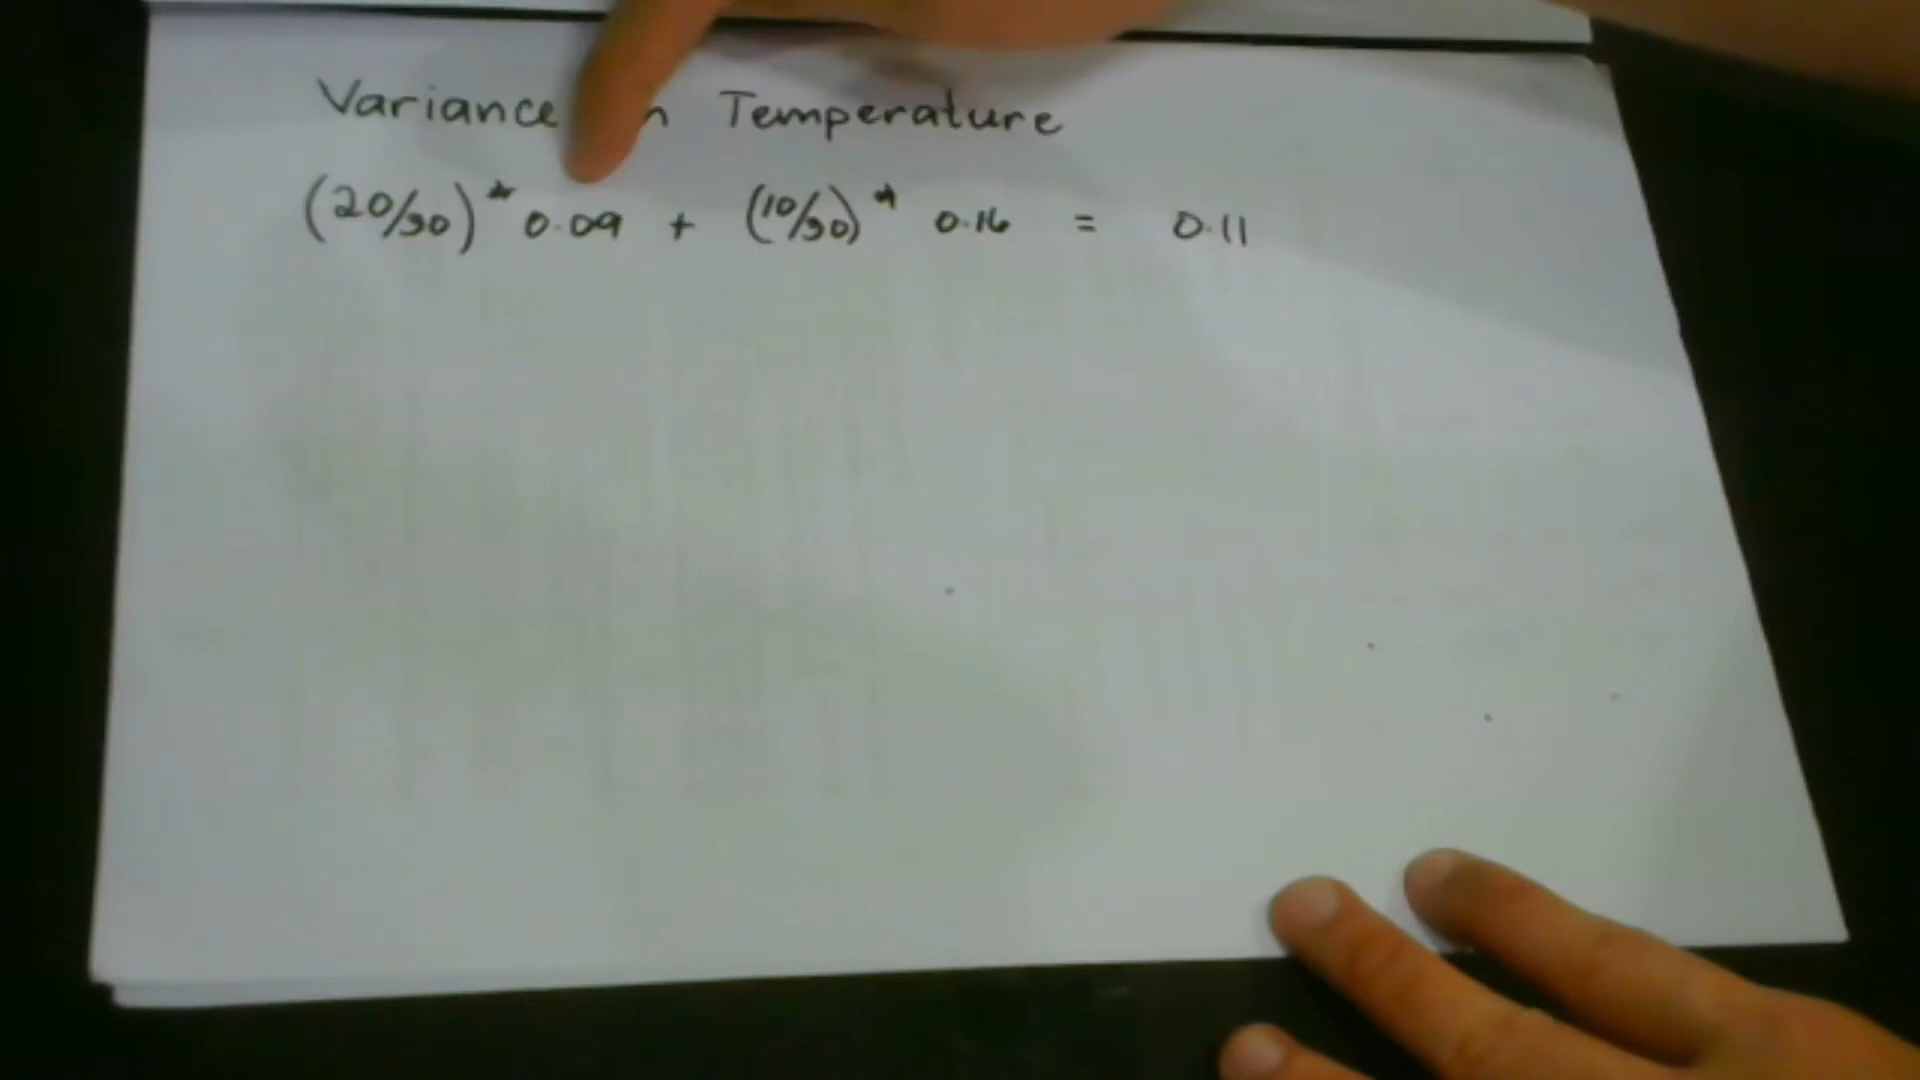 Variance Temperature
(20/30)* 0.09 + (10/30)* 0.16 = 0.11